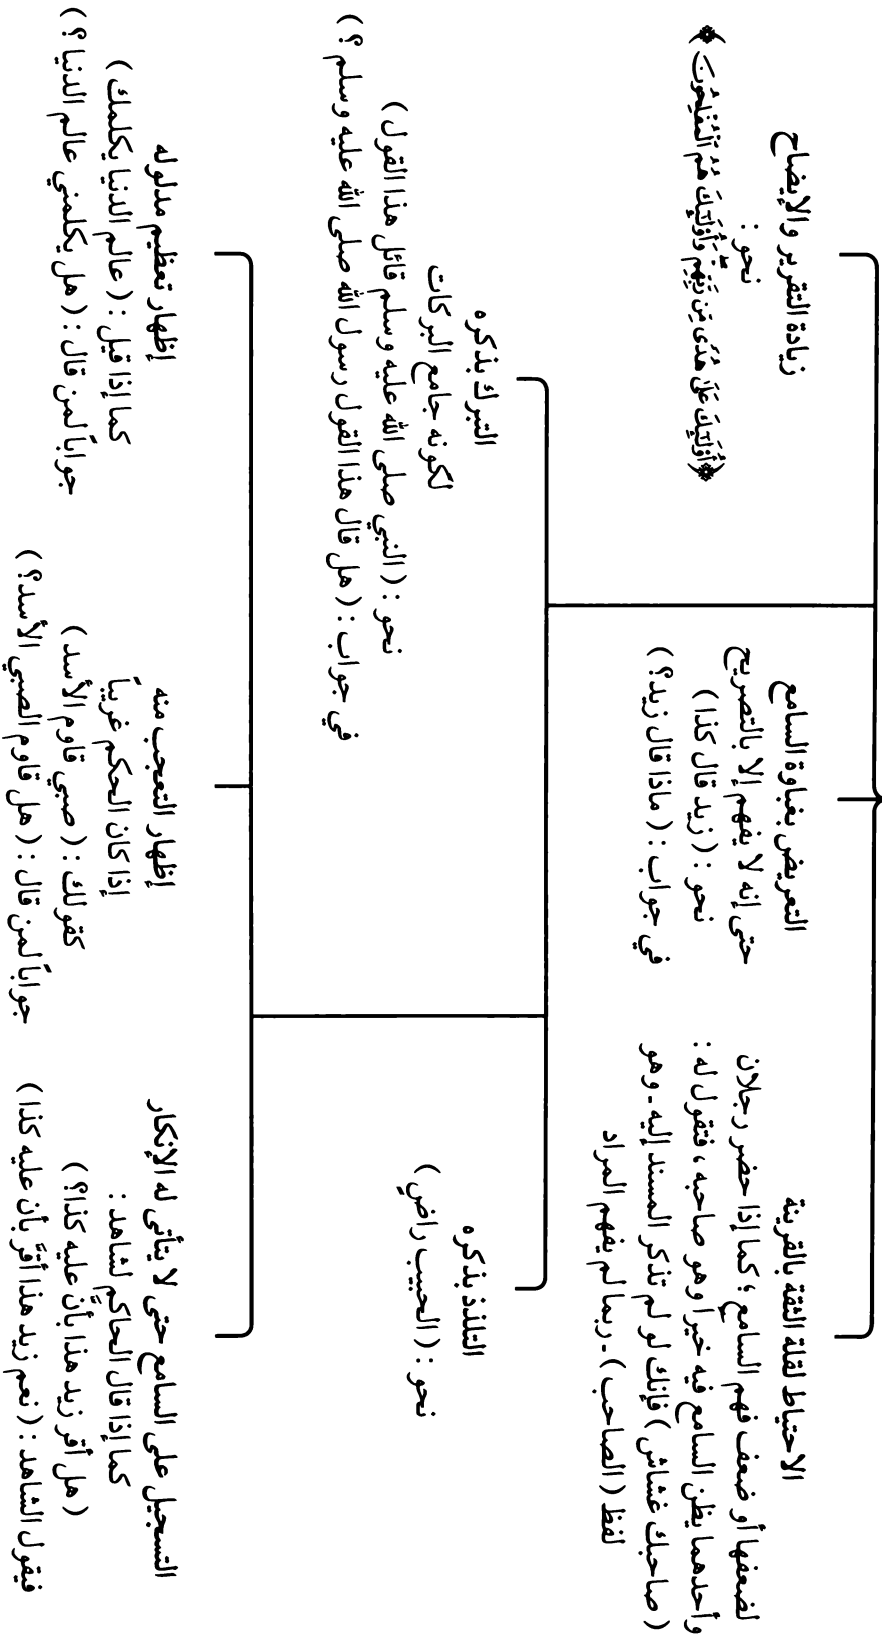 زيادة التقرير والإيضاح
نحو :
﴿ أُوْلَٰٓئِكَ عَلَىٰ هُدًى مِّن رَّبِّهِمْ ۖ وَأُوْلَٰٓئِكَ هُمُ ٱلْمُفْلِحُونَ ﴾
التعريض بغباوة السامع
حتى إنه لا يفهم إلا بالتصريح
نحو : ( زيد قال كذا )
في جواب : ( ماذا قال زيد؟ )
الاحتياط لقلة الثقة بالقرينة
لضعفها أو ضعف فهم السامع ؛ كما إذا حضر رجلان
وأحدهما يظن السامع فيه خيراً وهو صاحبه ، فتقول له :
( صاحبك غشاش ) فإنك لو لم تذكر المسند إليه ـ وهو
لفظ ( الصاحب ) ـ ربما لم يفهم المراد
التبرك بذكره
لكونه جامع البركات
نحو : ( النبي صلى الله عليه وسلم قائل هذا القول )
في جواب : ( هل قال هذا القول رسول الله صلى الله عليه وسلم ؟ )
التلذذ بذكره
نحو : ( الحبيب راضٍ )
إظهار تعظيم مدلوله
كما إذا قيل : ( عالم الدنيا يكلمك )
جواباً لمن قال : ( هل يكلمني عالم الدنيا ؟ )
إظهار التعجب منه
إذا كان الحكم غريباً
كقولك : ( صبي قاوم الأسد )
جواباً لمن قال : ( هل قاوم الصبي الأسد؟ )
التسجيل على السامع حتى لا يتأتى له الإنكار
كما إذا قال الحاكم لشاهد :
( هل أقر زيد هذا بأنَّ عليه كذا؟ )
فيقول الشاهد : ( نعم زيد هذا أقرَّ بأن عليه كذا )